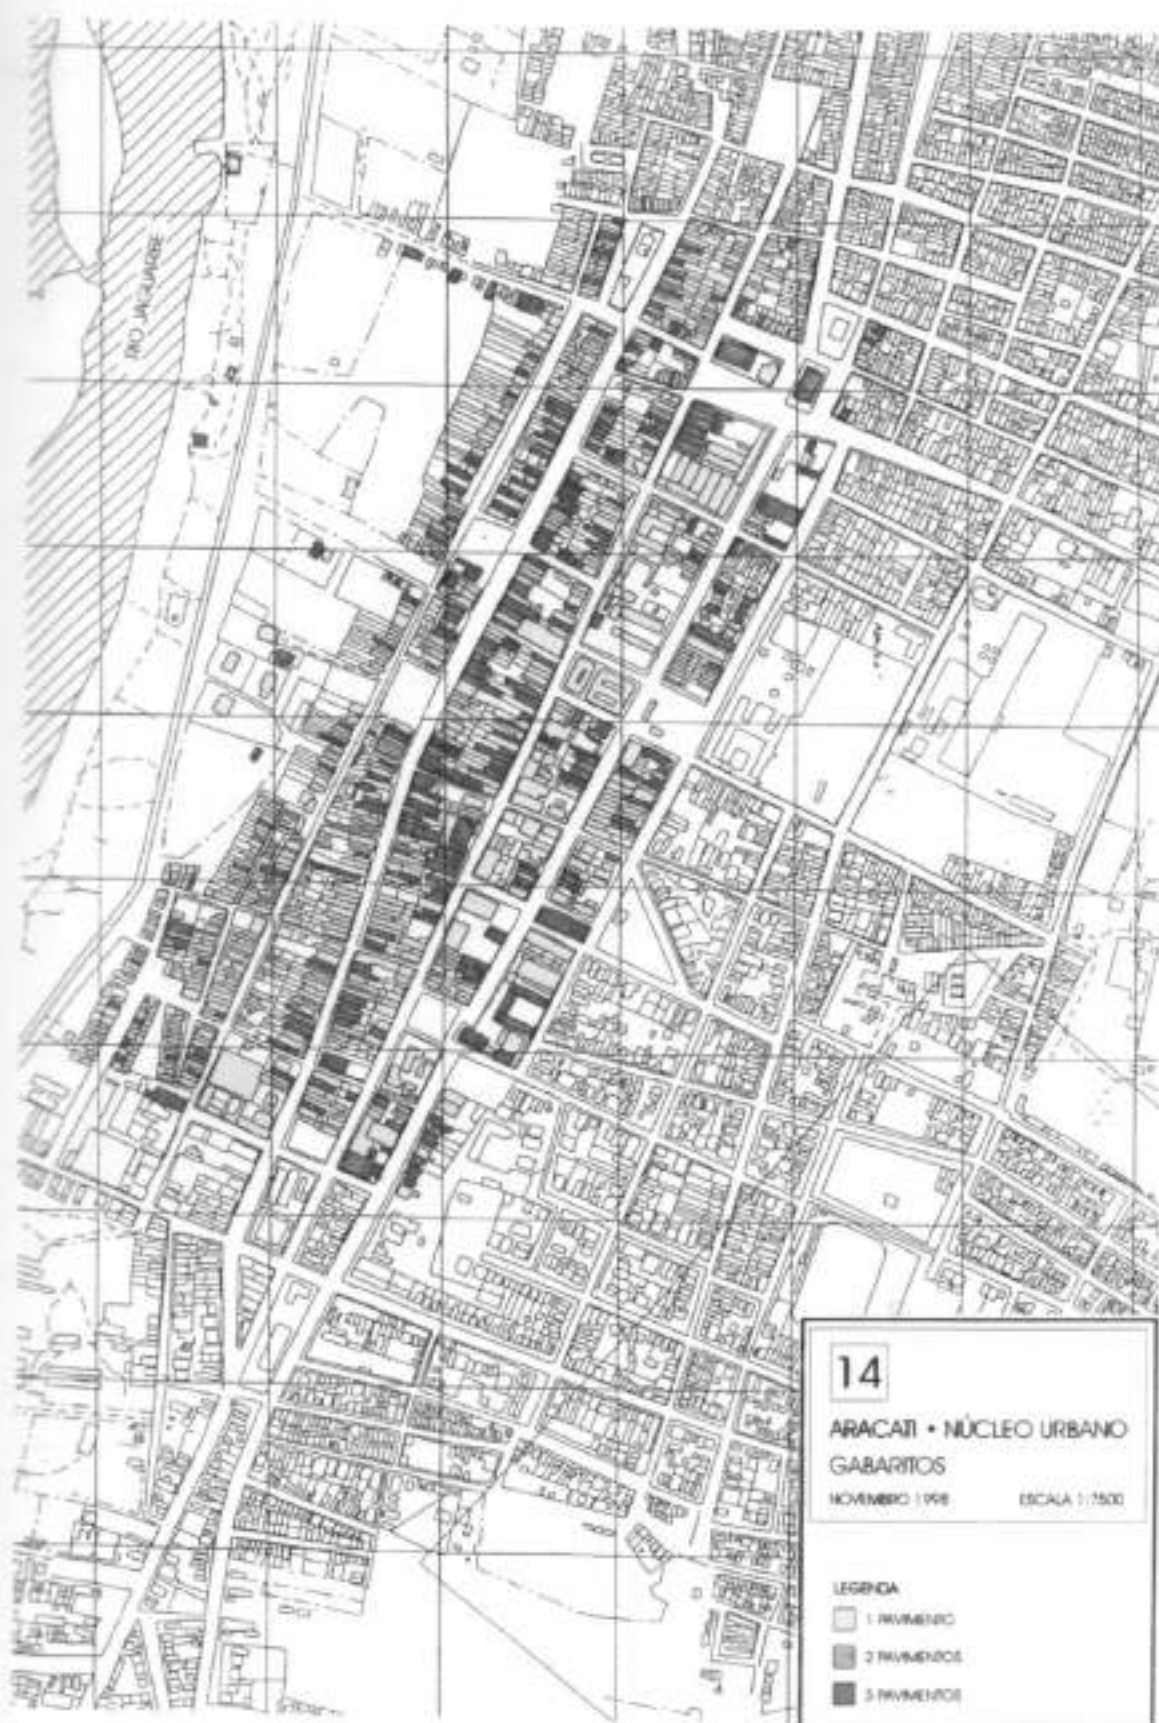 RIO JAGUARIBE
14
ARACATI • NÚCLEO URBANO
GABARITOS
NOVEMBRO 1998 ESCALA 1:7500
LEGENDA
1 PAVIMENTO
2 PAVIMENTOS
3 PAVIMENTOS